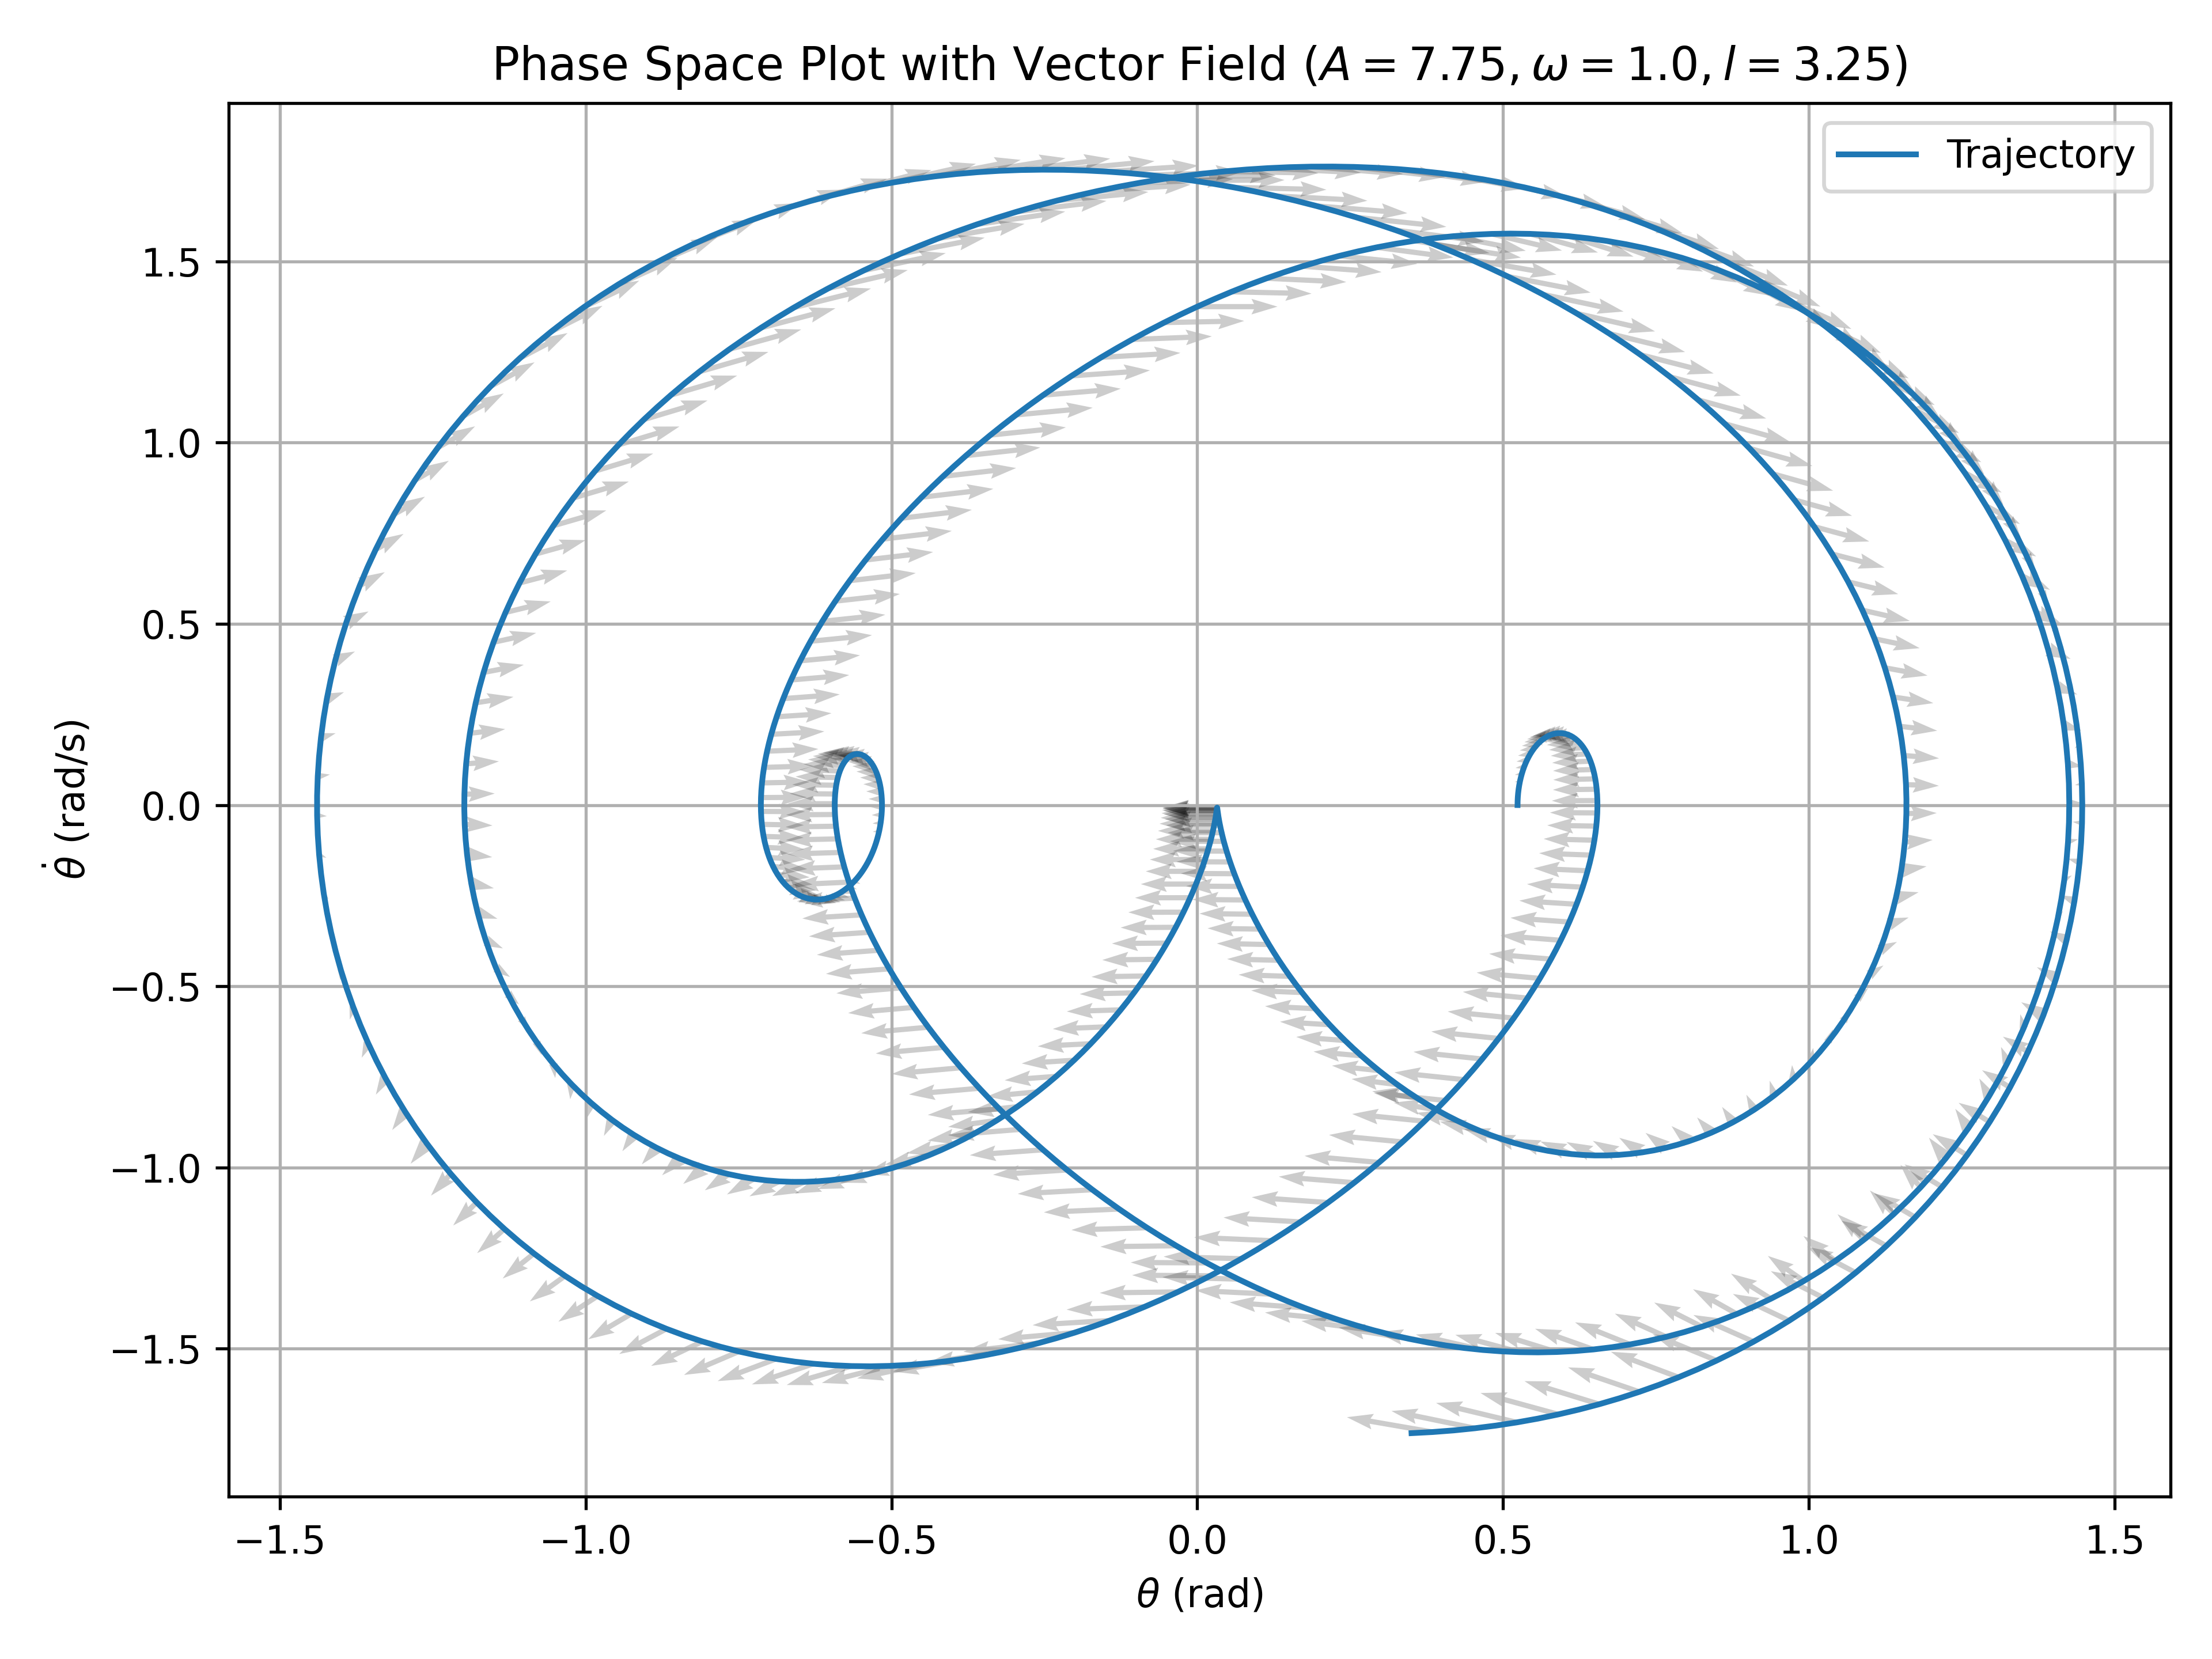 Phase Space Plot with Vector Field (A = 7.75, ω = 1.0, l = 3.25)
Trajectory
1.5
1.0
0.5
0.0
−0.5
−1.0
−1.5
θ̇ (rad/s)
−1.5 −1.0 −0.5 0.0 0.5 1.0 1.5
θ (rad)